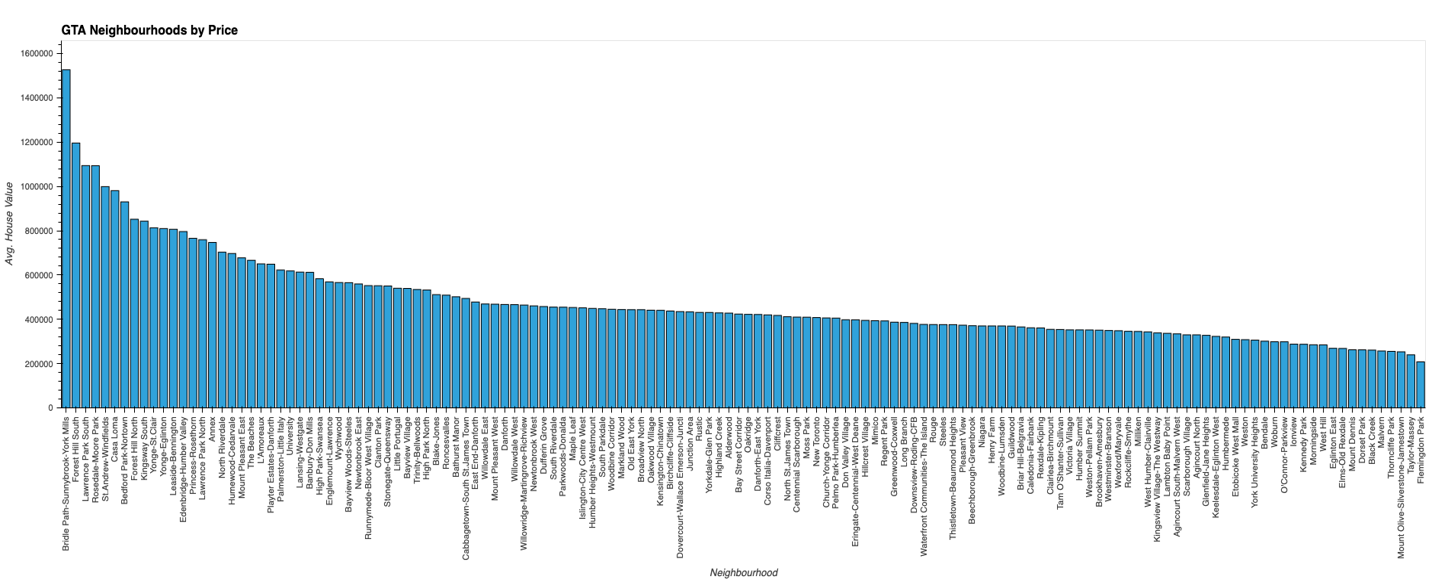 GTA Neighbourhoods by Price
Avg. House Value
1600000
1400000
1200000
1000000
800000
600000
400000
200000
0
Bridle Path-Sunnybrook-York Mills
Forest Hill South
Lawrence Park South
Rosedale-Moore Park
St.Andrew-Windfields
Casa Loma
Bedford Park-Nortown
Forest Hill North
Kingsway South
Yonge-St.Clair
Yonge-Eglinton
Leaside-Bennington
Edenbridge-Humber Valley
Princess-Rosethorn
Lawrence Park North
Annex
North Riverdale
Humewood-Cedarvale
Mount Pleasant East
The Beaches
L'Amoreaux
Playter Estates-Danforth
Palmerston-Little Italy
University
Lansing-Westgate
Banbury-Don Mills
High Park-Swansea
Englemount-Lawrence
Wychwood
Bayview Woods-Steeles
Newtonbrook East
Runnymede-Bloor West Village
Clanton Park
Stonegate-Queensway
Little Portugal
Bayview Village
Trinity-Bellwoods
High Park North
Blake-Jones
Roncesvalles
Bathurst Manor
Cabbagetown-South St.James Town
East End-Danforth
Willowdale East
Mount Pleasant West
Danforth
Willowdale West
Willowridge-Martingrove-Richview
Newtonbrook West
Dufferin Grove
South Riverdale
Parkwoods-Donalda
Maple Leaf
Islington-City Centre West
Humber Heights-Westmount
South Parkdale
Woodbine Corridor
Markland Wood
Old East York
Broadview North
Oakwood Village
Kensington-Chinatown
Birchcliffe-Cliffside
Dovercourt-Wallace Emerson-Juncti
Junction Area
Rustic
Yorkdale-Glen Park
Highland Creek
Alderwood
Bay Street Corridor
Oakridge
Danforth-East York
Corso Italia-Davenport
Cliffcrest
North St.James Town
Centennial Scarborough
Moss Park
New Toronto
Church-Yonge Corridor
Pelmo Park-Humberlea
Don Valley Village
Eringate-Centennial-West Deane
Hillcrest Village
Mimico
Regent Park
Greenwood-Coxwell
Long Branch
Downsview-Roding-CFB
Waterfront Communities-The Island
Rouge
Steeles
Thistletown-Beaumond Heights
Pleasant View
Beechborough-Greenbrook
Niagara
Henry Farm
Woodbine-Lumsden
Guildwood
Briar Hill-Belgravia
Caledonia-Fairbank
Rexdale-Kipling
Clairlea-Birchmount
Tam O'Shanter-Sullivan
Victoria Village
Humber Summit
Weston-Pellam Park
Brookhaven-Amesbury
Westminster-Branson
Wexford/Maryvale
Rockcliffe-Smythe
Milliken
West Humber-Clairville
Kingsview Village-The Westway
Lambton Baby Point
Agincourt South-Malvern West
Scarborough Village
Agincourt North
Glenfield-Jane Heights
Keelesdale-Eglinton West
Humbermede
Etobicoke West Mall
Weston
York University Heights
Bendale
Woburn
O'Connor-Parkview
Ionview
Kennedy Park
Morningside
West Hill
Eglinton East
Elms-Old Rexdale
Mount Dennis
Dorset Park
Black Creek
Malvern
Thorncliffe Park
Mount Olive-Silverstone-Jamestown
Taylor-Massey
Flemingdon Park
Neighbourhood